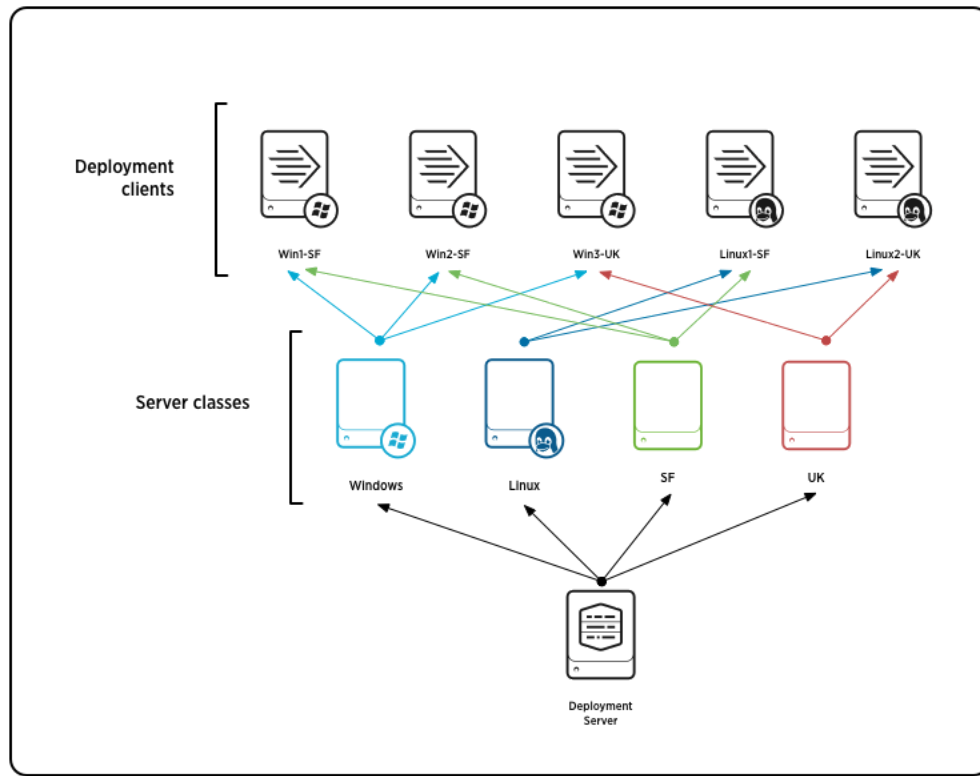 Deployment
clients
Win1-SF
Win2-SF
Win3-UK
Linux1-SF
Linux2-UK
Server classes
Windows
Linux
SF
UK
Deployment
Server